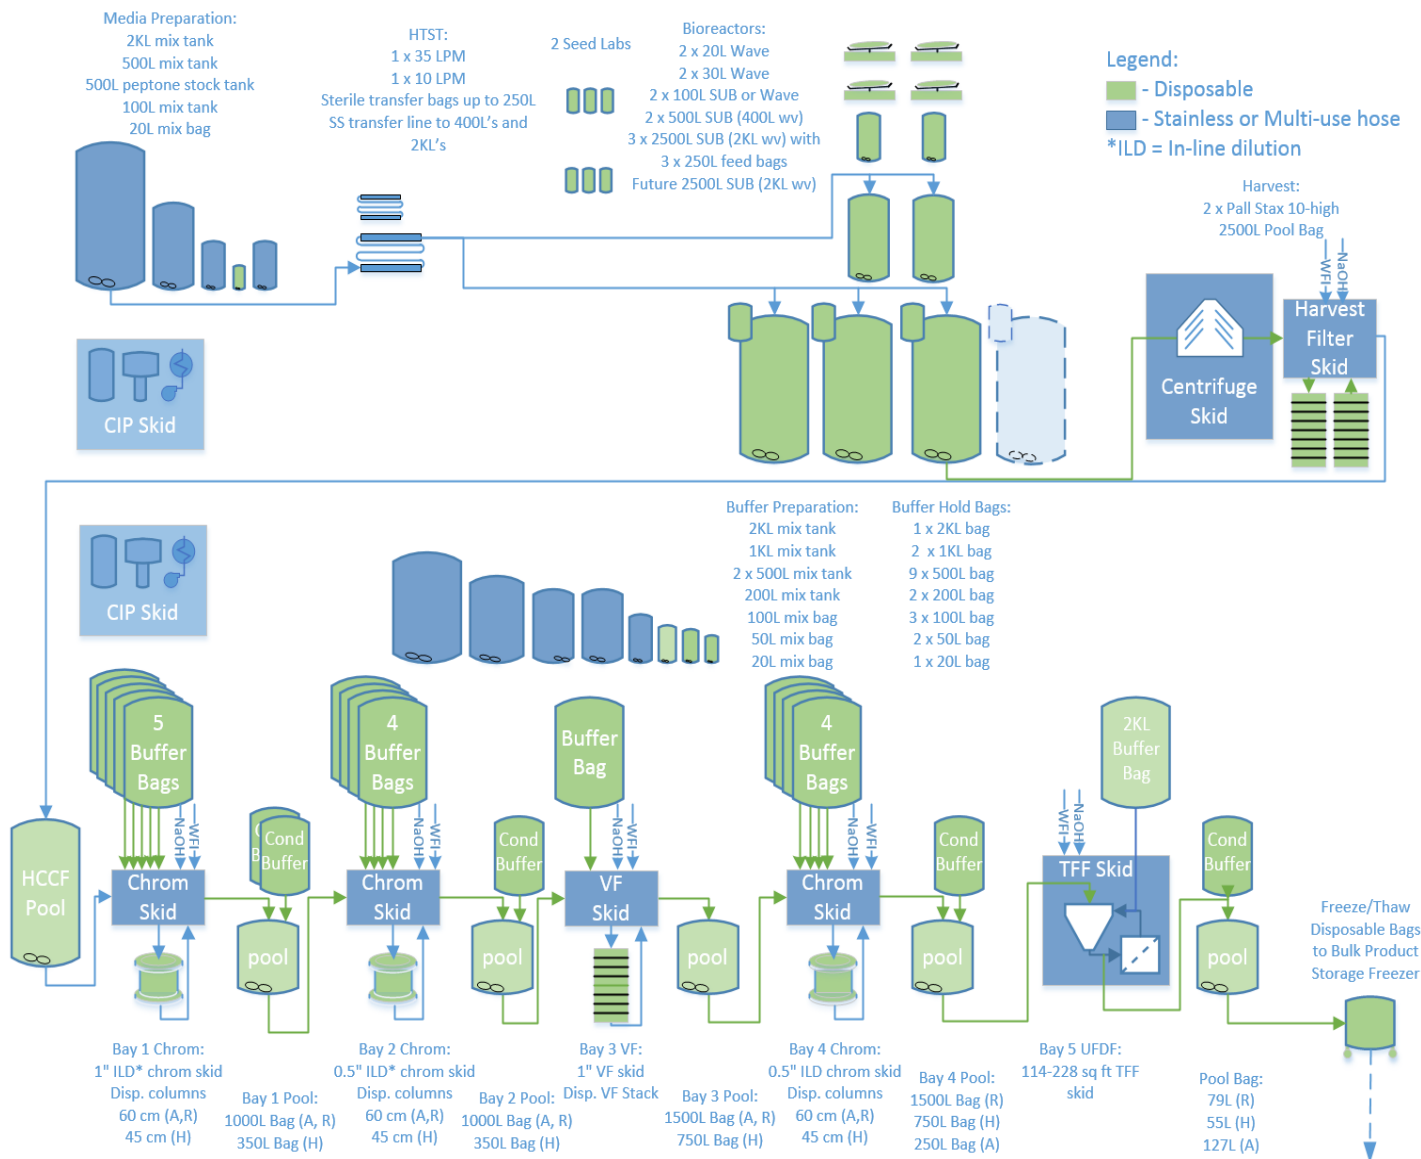 Media Preparation:
2KL mix tank
500L mix tank
500L peptone stock tank
100L mix tank
20L mix bag
HTST:
1 x 35 LPM
1 x 10 LPM
Sterile transfer bags up to 250L
SS transfer line to 400L's and
2KL's
2 Seed Labs
Bioreactors:
2 x 20L Wave
2 x 30L Wave
2 x 100L SUB or Wave
2 x 500L SUB (400L wv)
3 x 2500L SUB (2KL wv) with
3 x 250L feed bags
Future 2500L SUB (2KL wv)
Legend:
- Disposable
- Stainless or Multi-use hose
*ILD = In-line dilution
Harvest:
2 x Pall Stax 10-high
2500L Pool Bag
WFI
NaOH
Centrifuge
Skid
Harvest
Filter
Skid
CIP Skid
CIP Skid
Buffer Preparation:
2KL mix tank
1KL mix tank
2 x 500L mix tank
200L mix tank
100L mix bag
50L mix bag
20L mix bag
Buffer Hold Bags:
1 x 2KL bag
2 x 1KL bag
9 x 500L bag
2 x 200L bag
3 x 100L bag
2 x 50L bag
1 x 20L bag
5
Buffer
Bags
4
Buffer
Bags
Buffer
Bag
4
Buffer
Bags
2KL
Buffer
Bag
NaOH
WFI
NaOH
WFI
NaOH
WFI
NaOH
WFI
WFI
NaOH
HCCF
Pool
Chrom
Skid
Cond
Buffer
pool
Chrom
Skid
Cond
Buffer
pool
VF
Skid
pool
Chrom
Skid
Cond
Buffer
pool
TFF Skid
Cond
Buffer
pool
Freeze/Thaw
Disposable Bags
to Bulk Product
Storage Freezer
Bay 1 Chrom:
1" ILD* chrom skid
Disp. columns
60 cm (A,R)
45 cm (H)
Bay 1 Pool:
1000L Bag (A, R)
350L Bag (H)
Bay 2 Chrom:
0.5" ILD* chrom skid
Disp. columns
60 cm (A,R)
45 cm (H)
Bay 2 Pool:
1000L Bag (A, R)
350L Bag (H)
Bay 3 VF:
1" VF skid
Disp. VF Stack
Bay 3 Pool:
1500L Bag (A, R)
750L Bag (H)
Bay 4 Chrom:
0.5" ILD chrom skid
Disp. columns
60 cm (A,R)
45 cm (H)
Bay 4 Pool:
1500L Bag (R)
750L Bag (H)
250L Bag (A)
Bay 5 UFDF:
114-228 sq ft TFF
skid
Pool Bag:
79L (R)
55L (H)
127L (A)